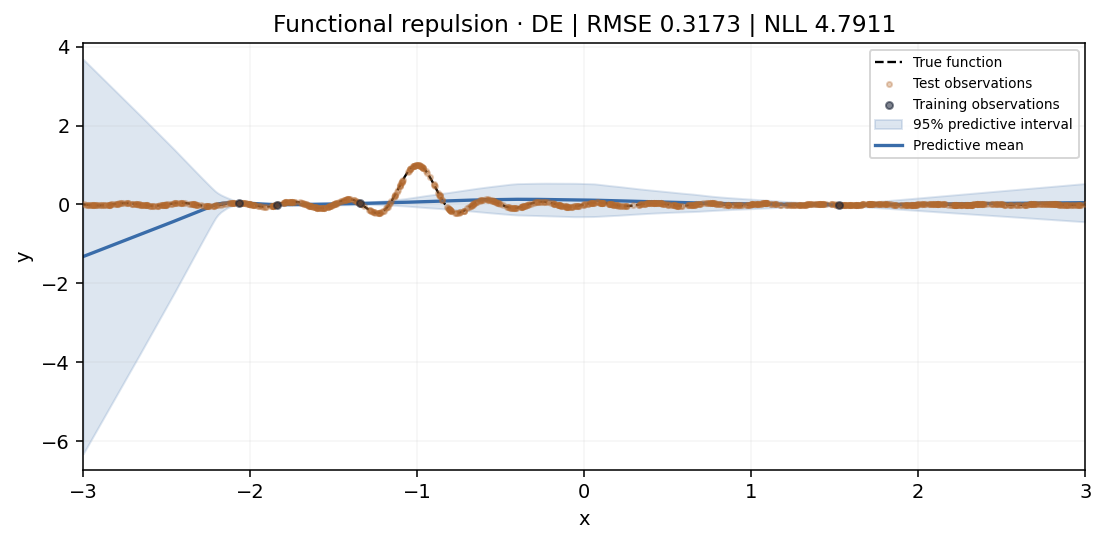 Functional repulsion · DE | RMSE 0.3173 | NLL 4.7911
True function
Test observations
Training observations
95% predictive interval
Predictive mean
y
4
2
0
−2
−4
−6
−3
−2
−1
0
1
2
3
x